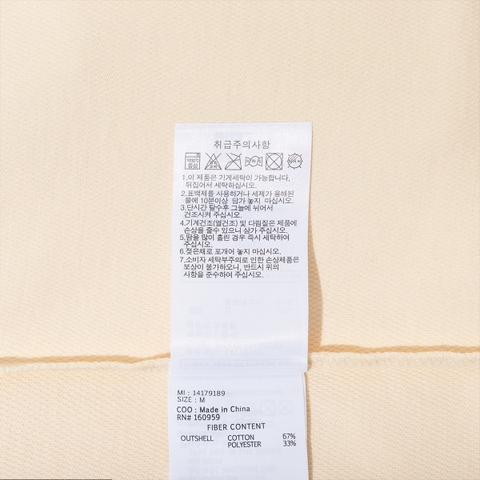 취급주의사항
1.이 제품은 기계세탁이 가능합니다,
뒤집어서 세탁하십시오.
2.표백제를 사용하거나 세제가 용해된
물에 10분이상 담가 놓지 마십시오.
3.단시간 탈수후 그늘에 뉘어서
건조시켜 주십시오.
4.기계건조(열건조) 및 다림질은 제품에
손상을 줄수 있으니 삼가 주십시오.
5.땀을 많이 흘린 경우 즉시 세탁하여
주십시오.
6.젖은채로 포개어 놓지 마십시오.
7.소비자 세탁부주의로 인한 손상제품은
보상이 불가하오니, 반드시 위의
사항을 준수하여 주십시오.
MI : 14179189
SIZE : M
COO : Made in China
RN# 160959
FIBER CONTENT
OUTSHELL COTTON 67%
POLYESTER 33%